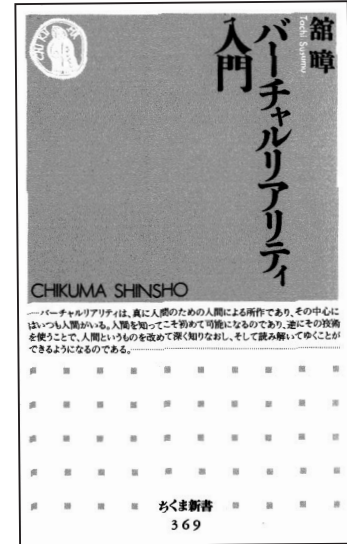 舘暲
Tachi Susumu
バーチャルリアリティ
入門
CHIKUMA SHINSHO
……バーチャルリアリティは、真に人間のための人間による所作であり、その中心に
はいつも人間がいる。人間を知ってこそ初めて可能になるのであり、逆にその技術
を使うことで、人間というものを改めて深く知りなおし、そして読み解いてゆくことが
できるようになるのである。……
ちくま新書
369